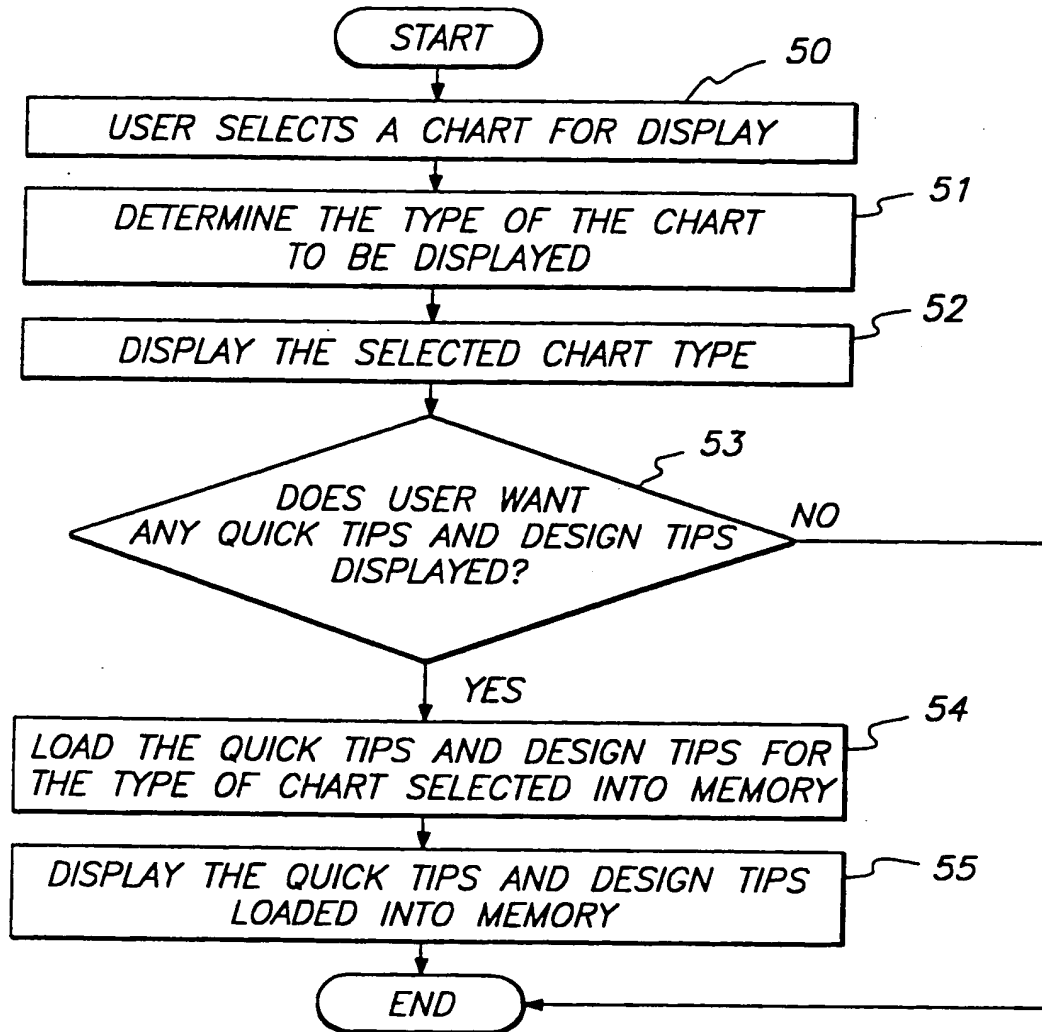 START
50
USER SELECTS A CHART FOR DISPLAY
51
DETERMINE THE TYPE OF THE CHART
TO BE DISPLAYED
52
DISPLAY THE SELECTED CHART TYPE
53
DOES USER WANT
ANY QUICK TIPS AND DESIGN TIPS
DISPLAYED?
NO
YES
54
LOAD THE QUICK TIPS AND DESIGN TIPS FOR
THE TYPE OF CHART SELECTED INTO MEMORY
55
DISPLAY THE QUICK TIPS AND DESIGN TIPS
LOADED INTO MEMORY
END